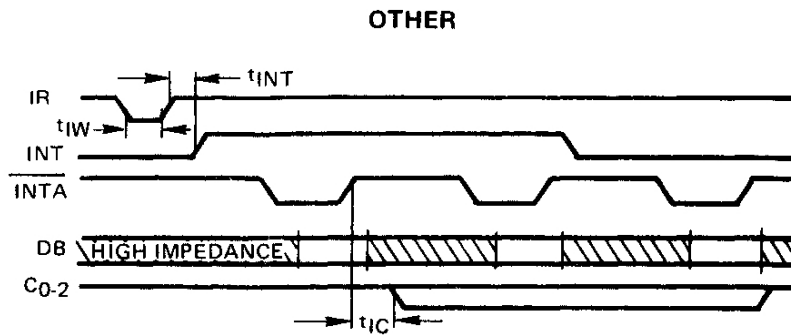 OTHER
tINT
IR
tIW
INT
INTA
DB HIGH IMPEDANCE
C0-2
tIC